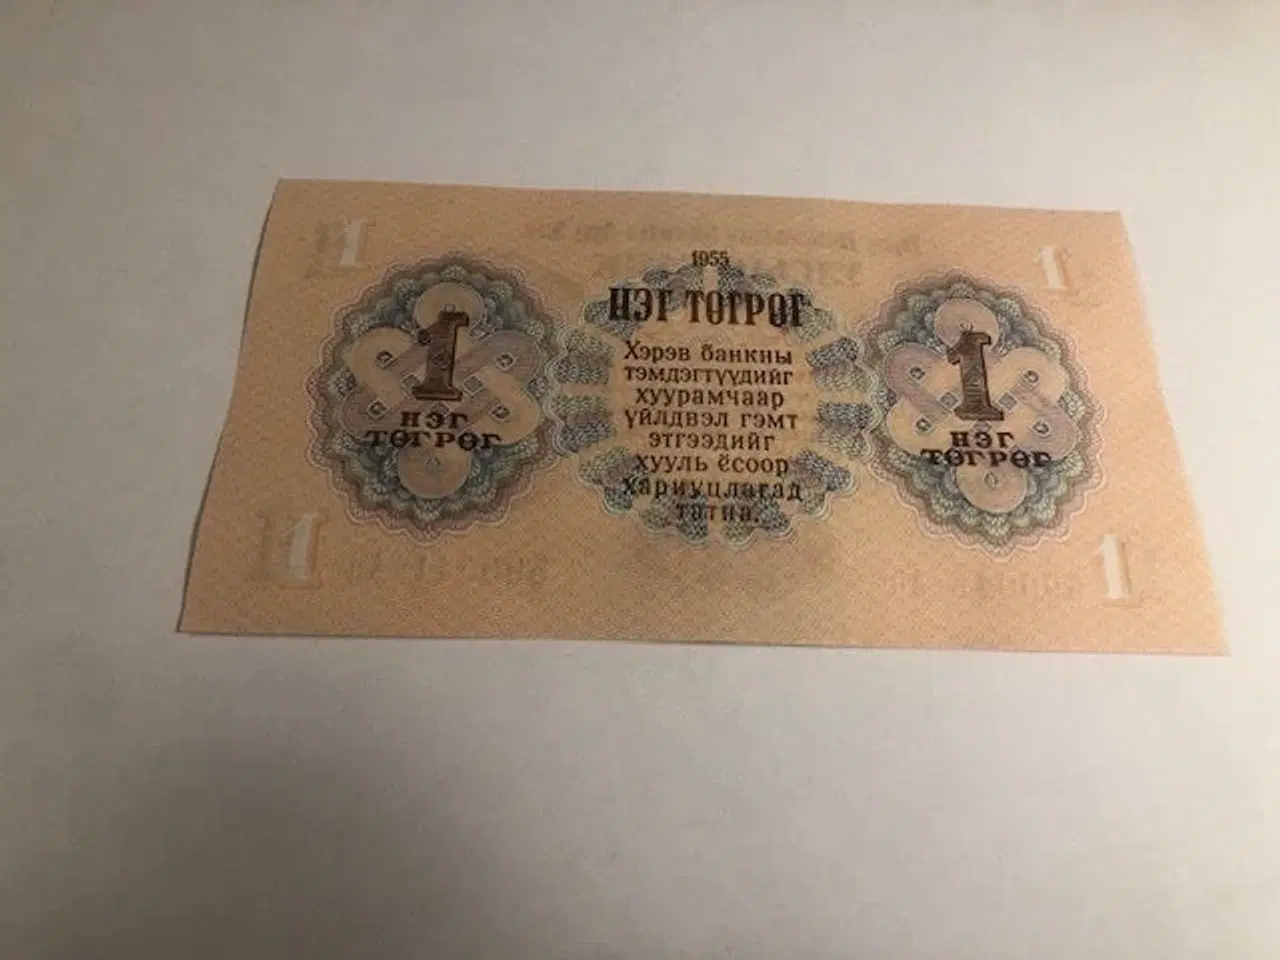 1
1
1955
НЭГ ТӨГРӨГ
Хэрэв банкны
тэмдэгтүүдийг
хуурамчаар
үйлдвэл гэмт
этгээдийг
хууль ёсоор
хариуцлагад
татна.
1
НЭГ
ТӨГРӨГ
1
НЭГ
ТӨГРӨГ
1
1